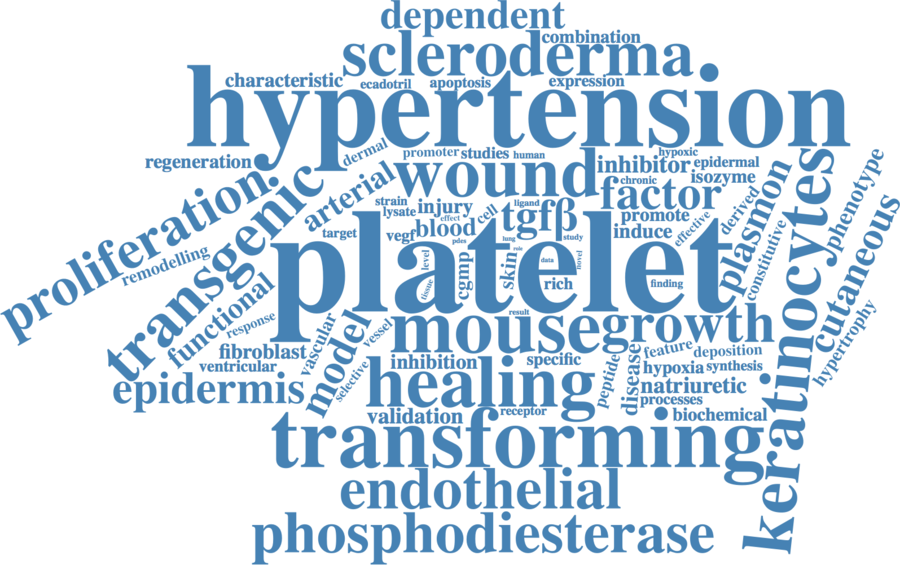 dependent
combination
scleroderma
characteristic
ecadotril
apoptosis
expression
hypertension
regeneration
dermal
promoter
studies
human
hypoxic
wound
inhibitor
epidermal
chronic
isozyme
arterial
factor
proliferation
transgenic
strain
lysate
injury
effect
cell
ligand
tgfβ
promote
induce
effective
derived
plasmon
constitutive
keratinocytes
phenotype
cutaneous
hypertrophy
target
vegf
blood
pdes
lung
role
study
platelet
remodelling
functional
response
level
tissue
cgmp
skin
data
novel
rich
finding
result
mouse
growth
fibroblast
ventricular
vascular
vessel
model
selective
epidermis
inhibition
specific
healing
peptide
disease
feature
deposition
hypoxia
synthesis
natriuretic
processes
biochemical
validation
receptor
transforming
endothelial
phosphodiesterase